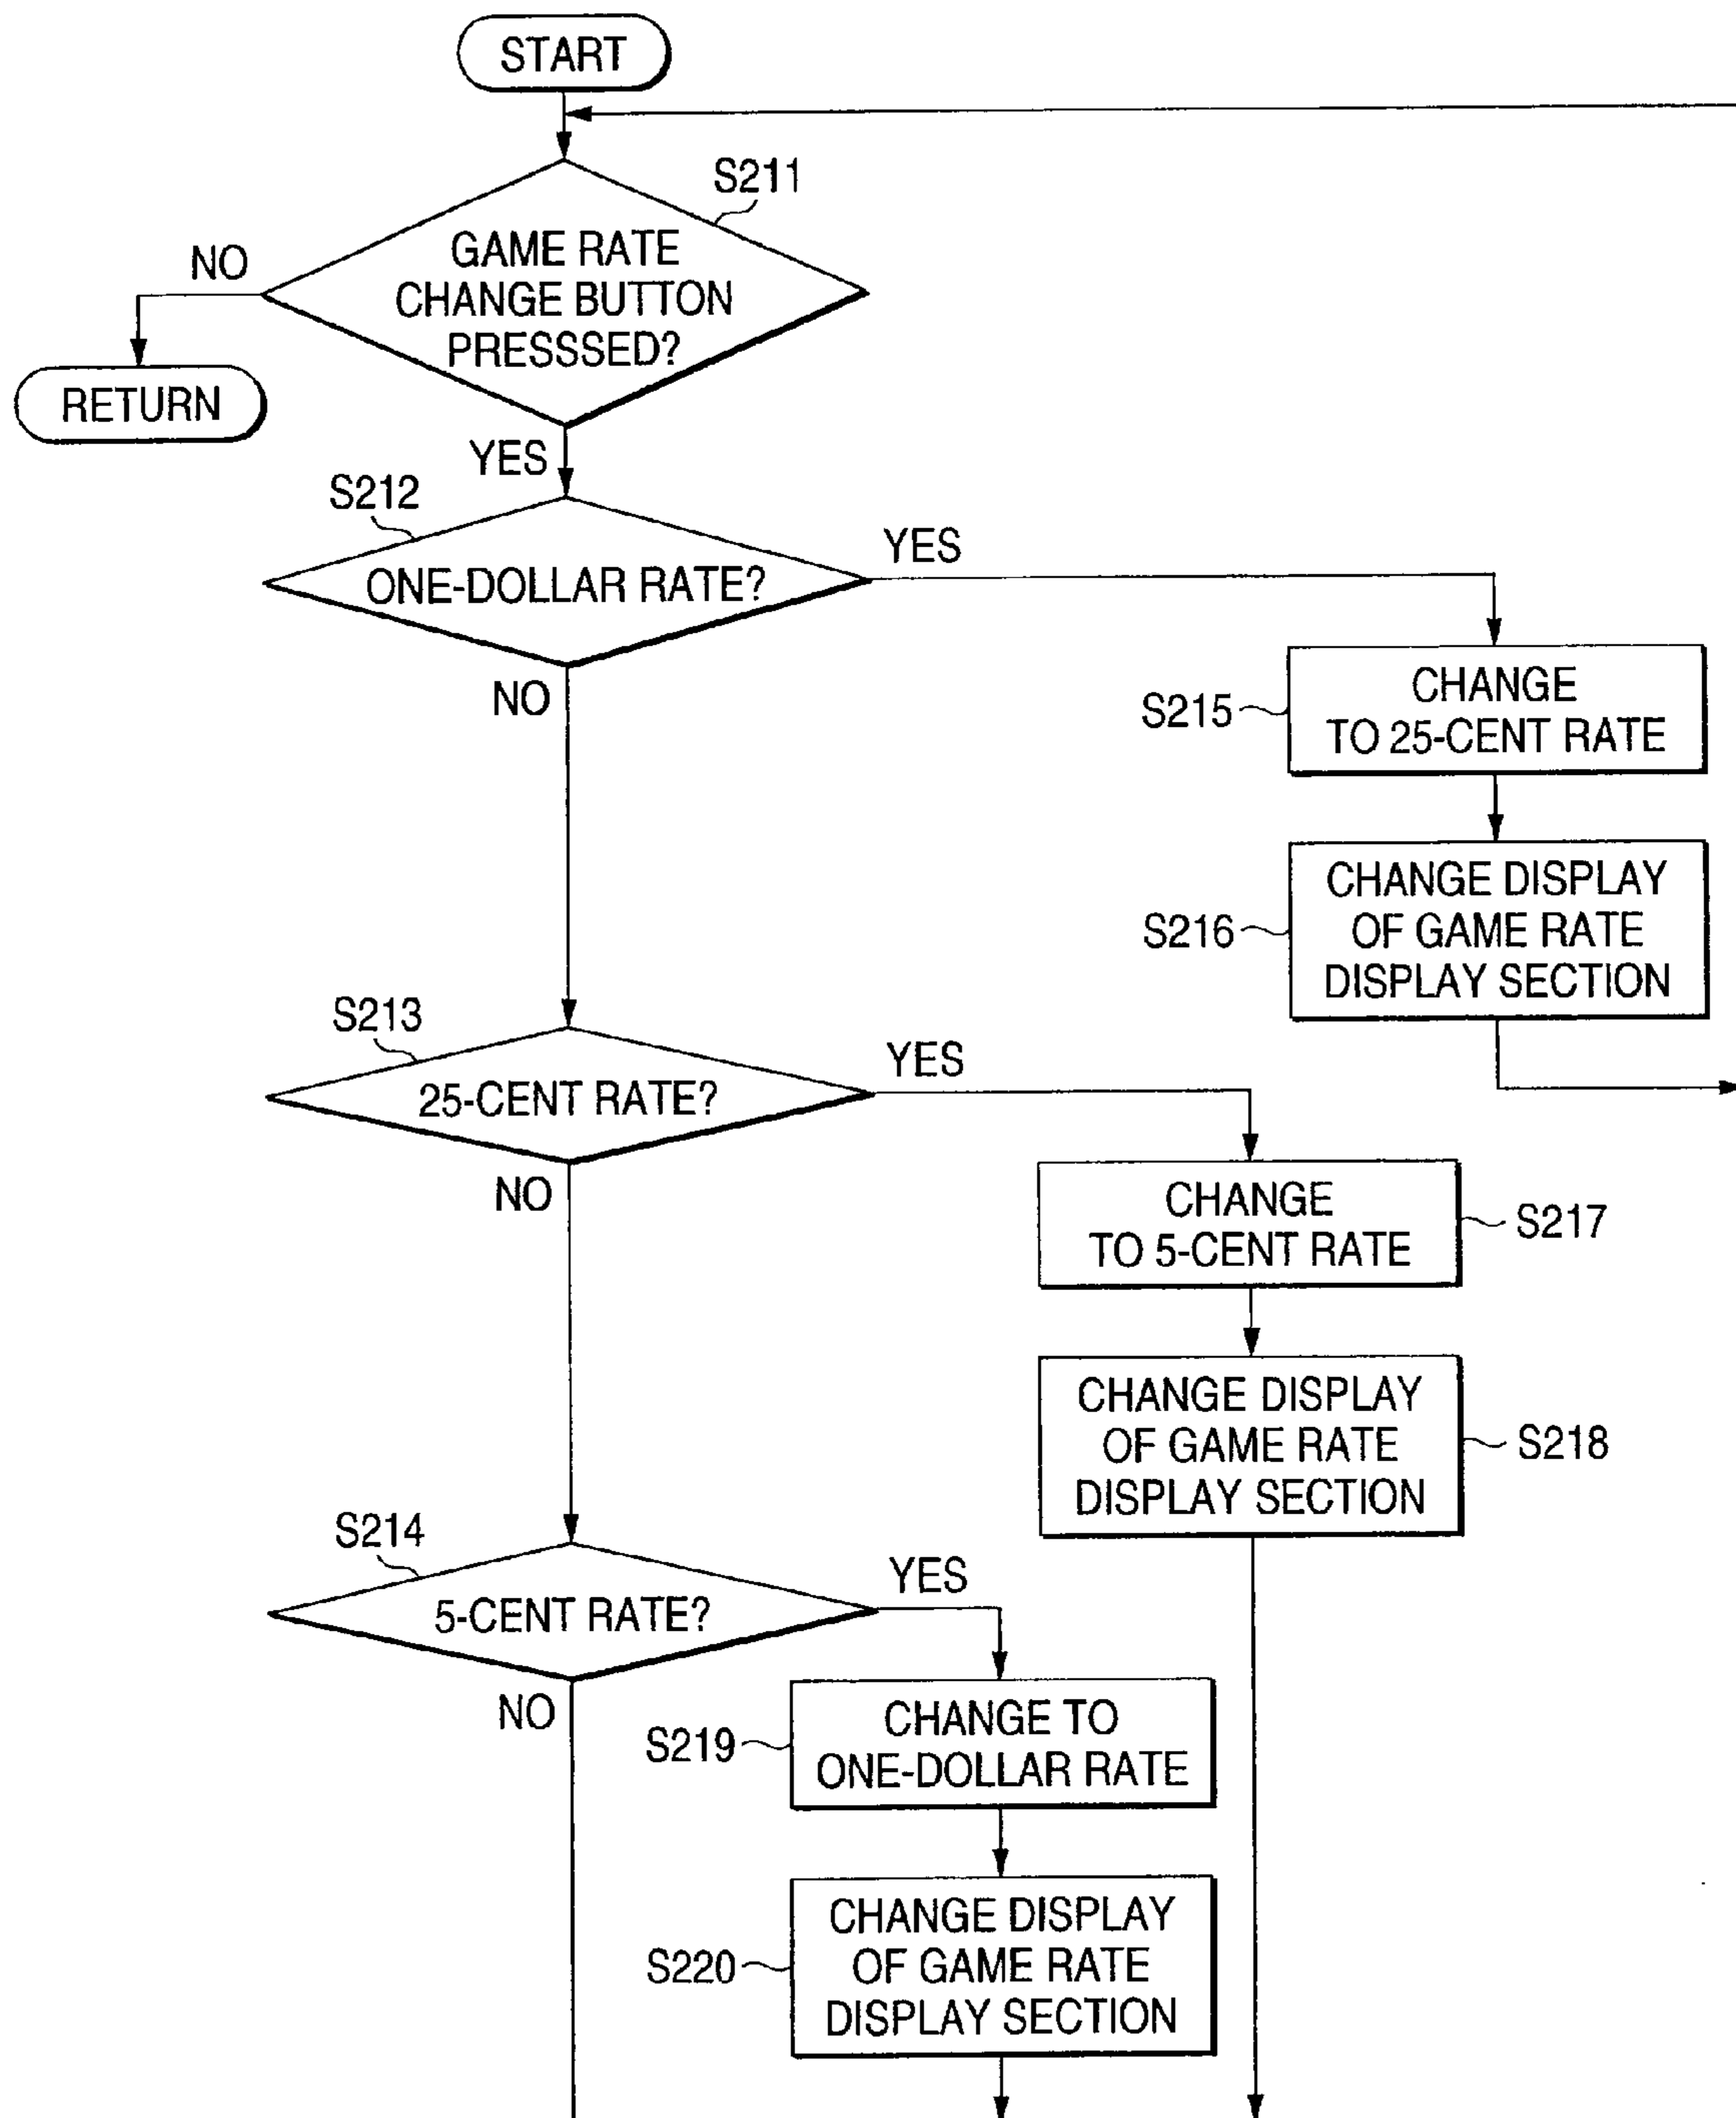 START
S211
GAME RATE
CHANGE BUTTON
PRESSSED?
NO
RETURN
YES
S212
ONE-DOLLAR RATE?
YES
NO
S215
CHANGE
TO 25-CENT RATE
S216
CHANGE DISPLAY
OF GAME RATE
DISPLAY SECTION
S213
25-CENT RATE?
YES
NO
CHANGE
TO 5-CENT RATE
S217
CHANGE DISPLAY
OF GAME RATE
DISPLAY SECTION
S218
S214
5-CENT RATE?
YES
NO
S219
CHANGE TO
ONE-DOLLAR RATE
S220
CHANGE DISPLAY
OF GAME RATE
DISPLAY SECTION